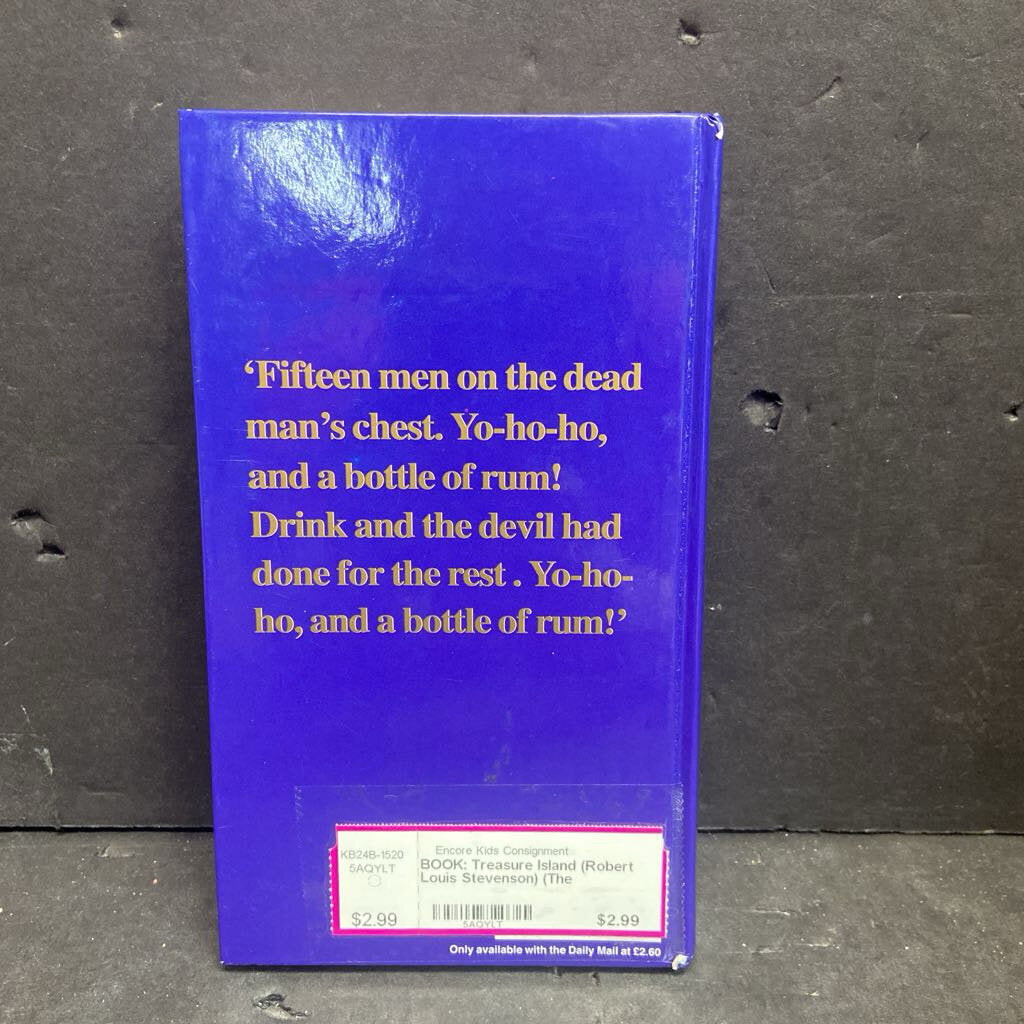 ‘Fifteen men on the dead
man’s chest. Yo-ho-ho,
and a bottle of rum!
Drink and the devil had
done for the rest . Yo-ho-
ho, and a bottle of rum!’
KB24B-1520
5AQYLT
$2.99
Encore Kids Consignment
BOOK: Treasure Island (Robert
Louis Stevenson) (The
5AQYLT
$2.99
Only available with the Daily Mail at £2.60